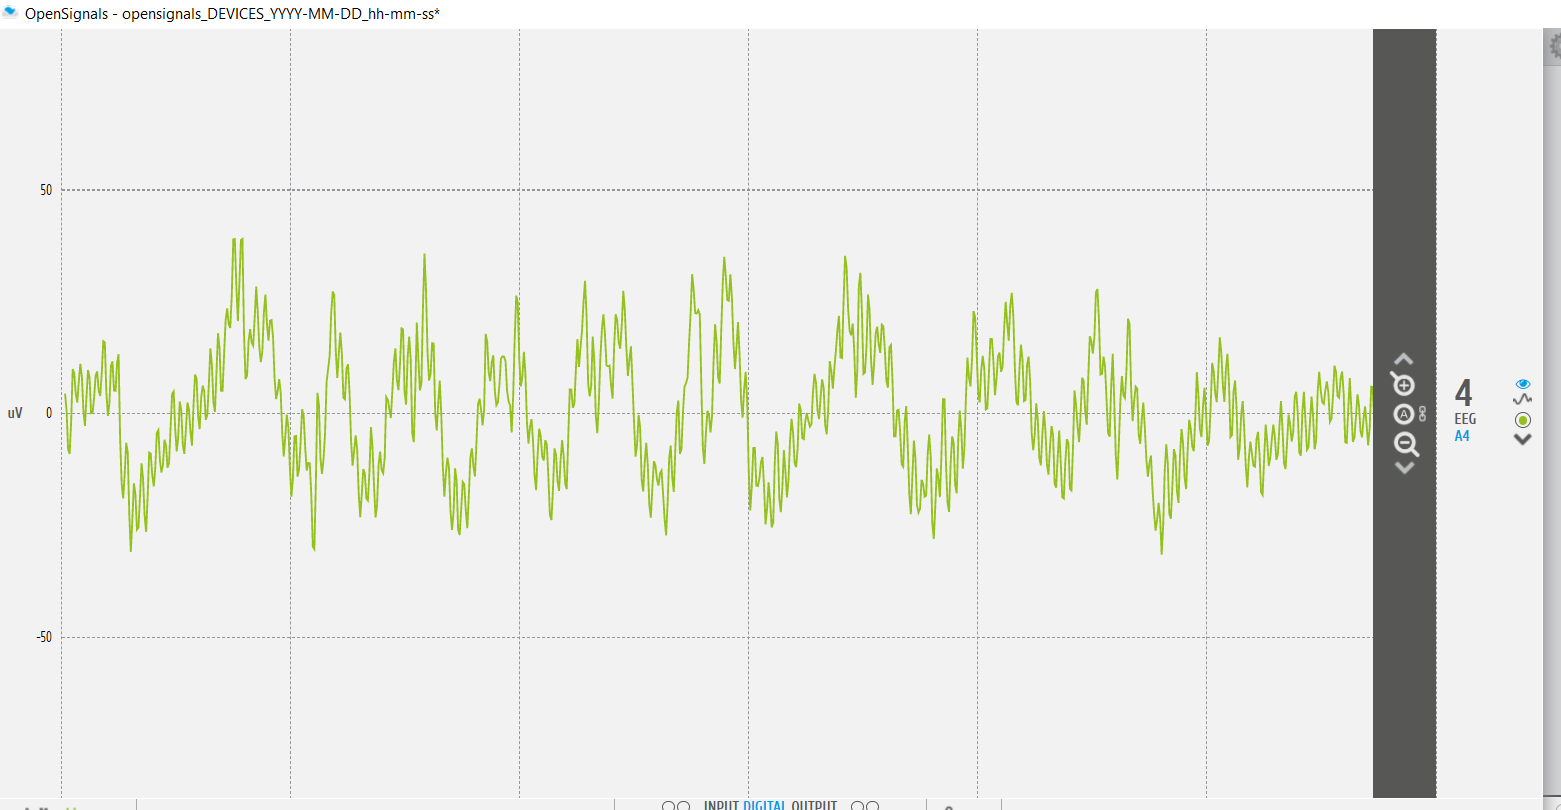 OpenSignals - opensignals_DEVICES_YYYY-MM-DD_hh-mm-ss*
50
uV 0
-50
A
4
EEG
A4
INPUT DIGITAL OUTPUT